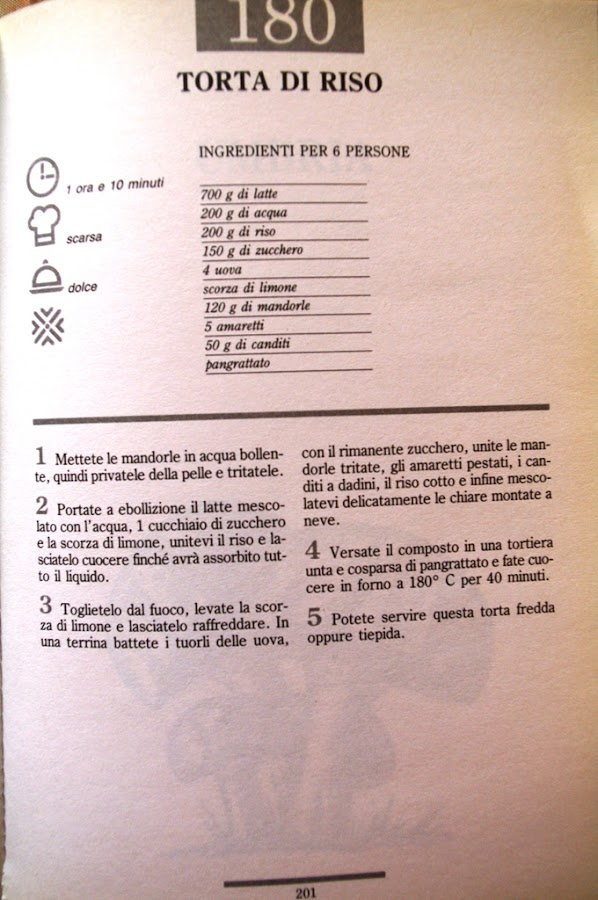 180
TORTA DI RISO
INGREDIENTI PER 6 PERSONE
1 ora e 10 minuti
scarsa
dolce
700 g di latte
200 g di acqua
200 g di riso
150 g di zucchero
4 uova
scorza di limone
120 g di mandorle
5 amaretti
50 g di canditi
pangrattato
1 Mettete le mandorle in acqua bollen-
te, quindi privatele della pelle e tritatele.
2 Portate a ebollizione il latte mesco-
lato con l'acqua, 1 cucchiaio di zucchero
e la scorza di limone, unitevi il riso e la-
sciatelo cuocere finché avrà assorbito tut-
to il liquido.
3 Toglietelo dal fuoco, levate la scor-
za di limone e lasciatelo raffreddare. In
una terrina battete i tuorli delle uova,
con il rimanente zucchero, unite le man-
dorle tritate, gli amaretti pestati, i can-
diti a dadini, il riso cotto e infine mesco-
latevi delicatamente le chiare montate a
neve.
4 Versate il composto in una tortiera
unta e cosparsa di pangrattato e fate cuo-
cere in forno a 180° C per 40 minuti.
5 Potete servire questa torta fredda
oppure tiepida.
201